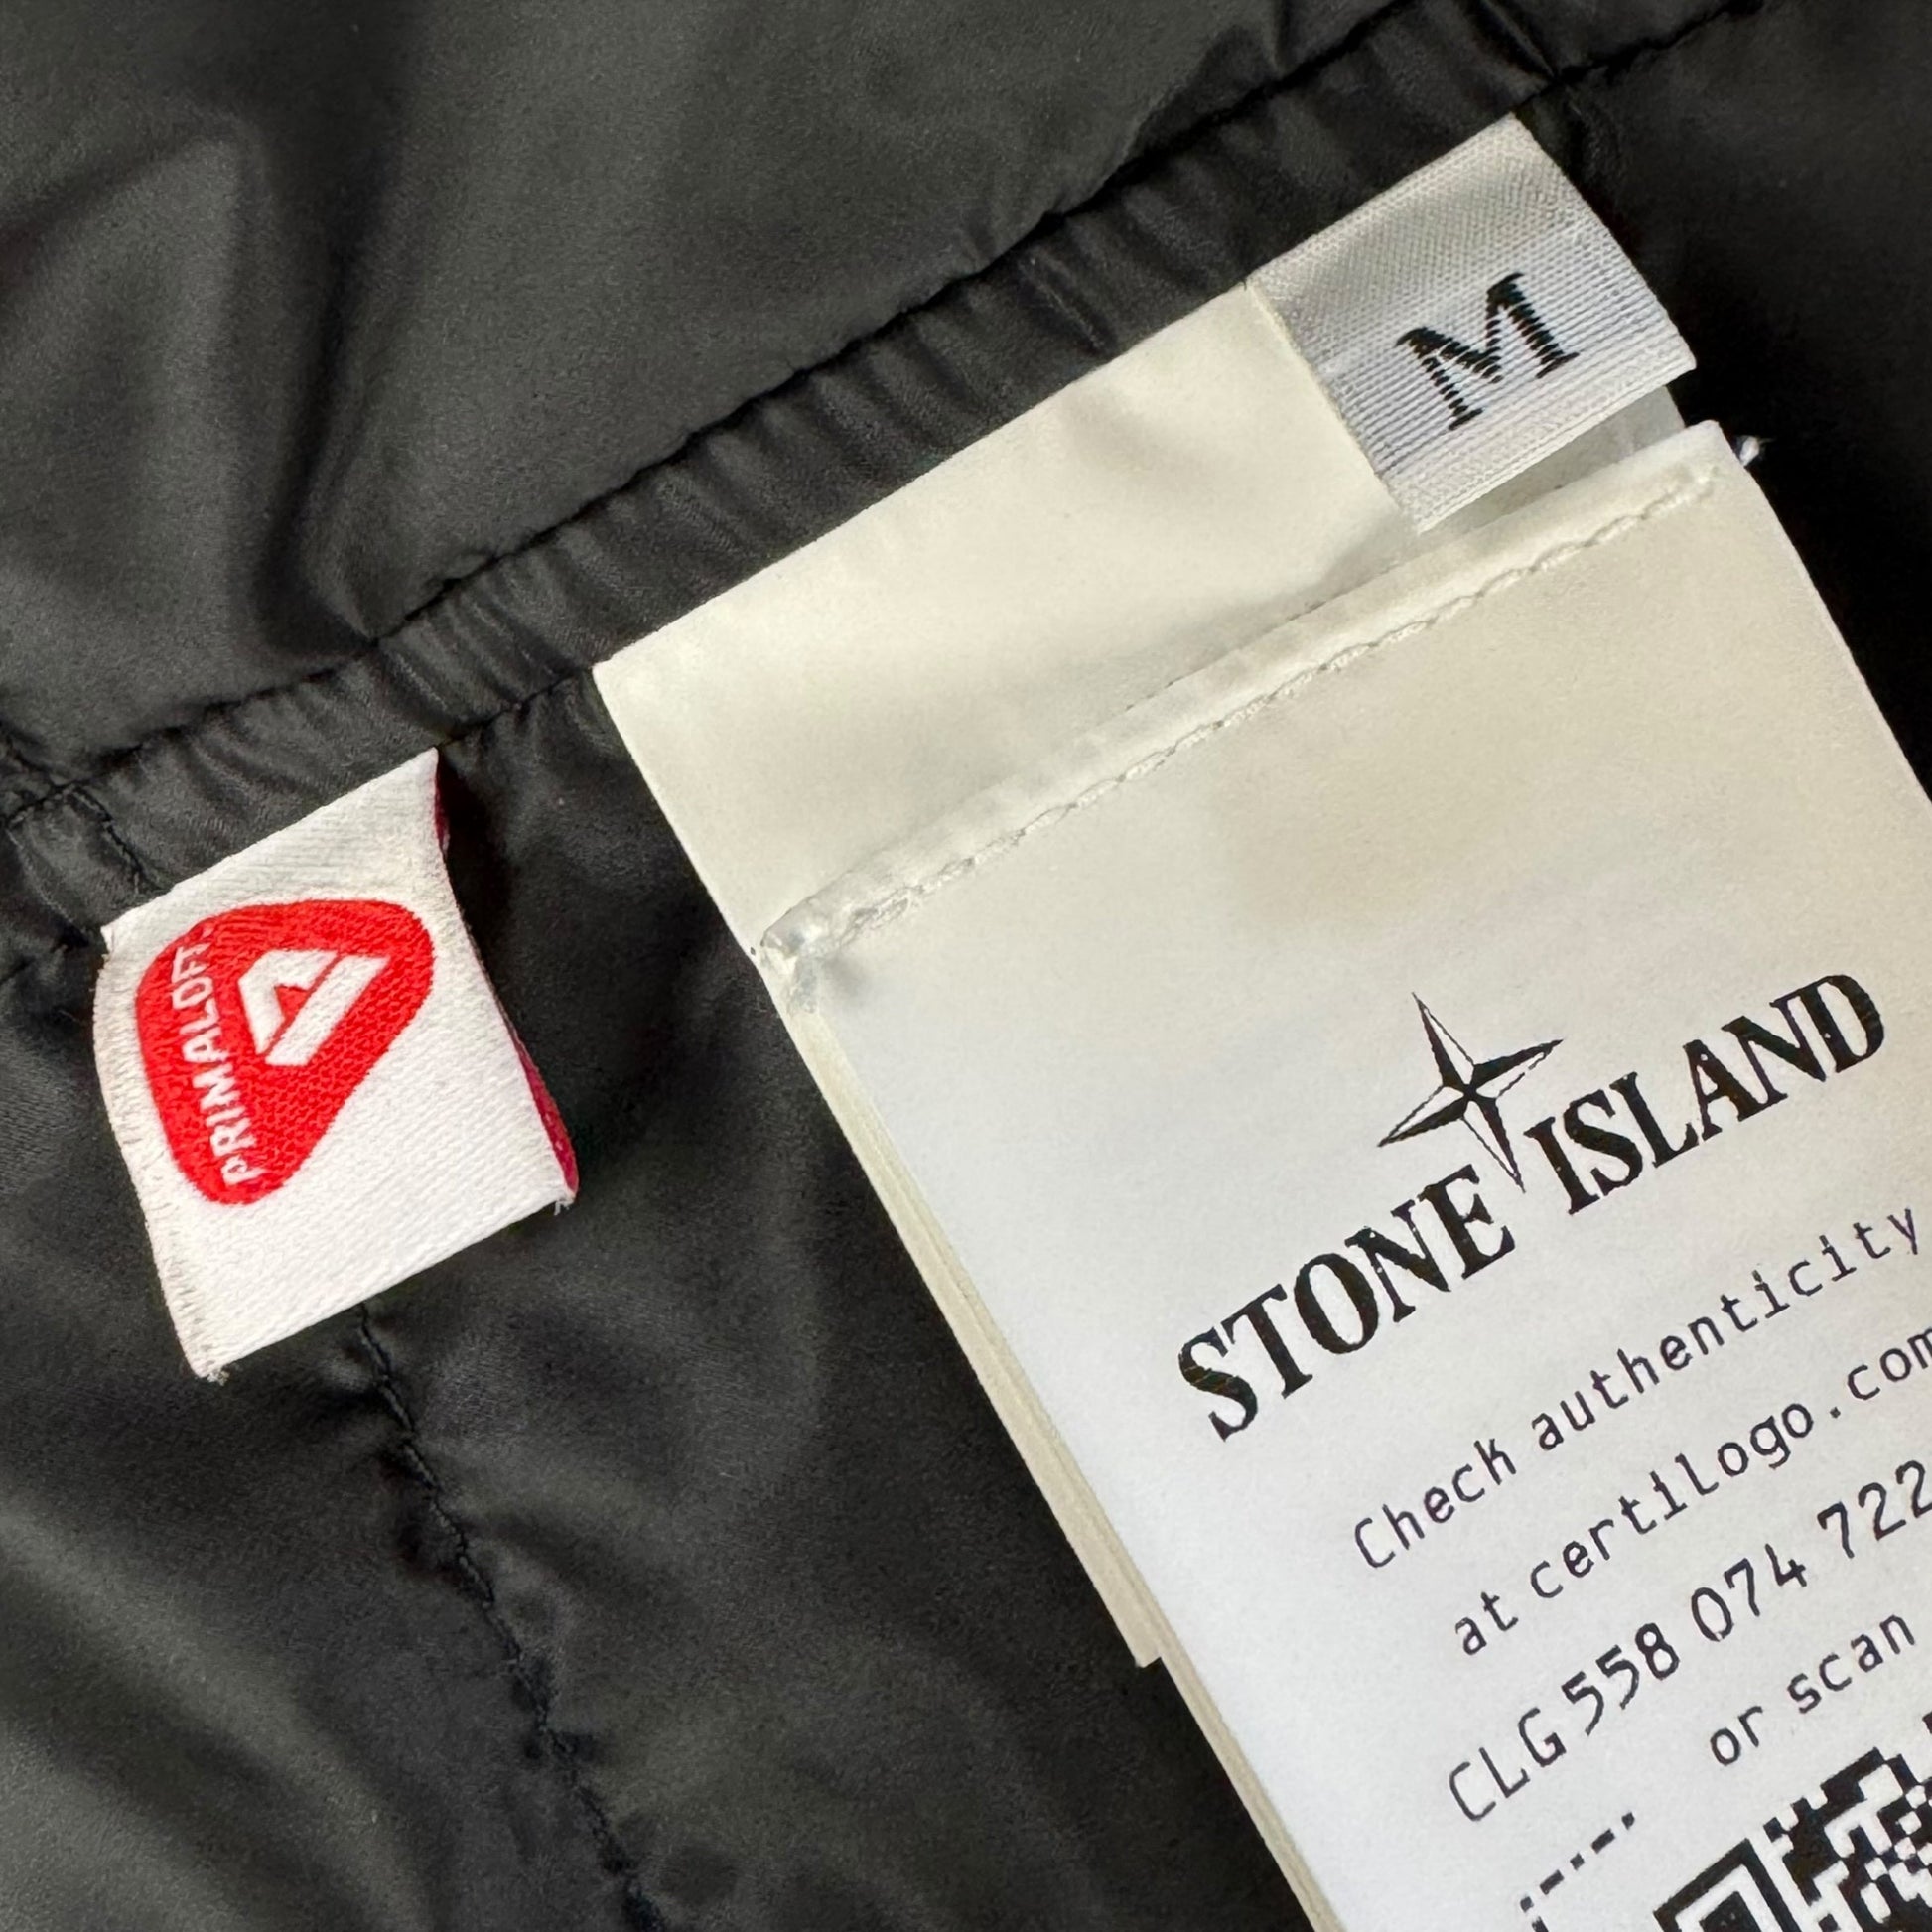 M
PRIMALOFT
STONE ISLAND
Check authenticity
at certilogo.com
CLG 558 074 722
or scan